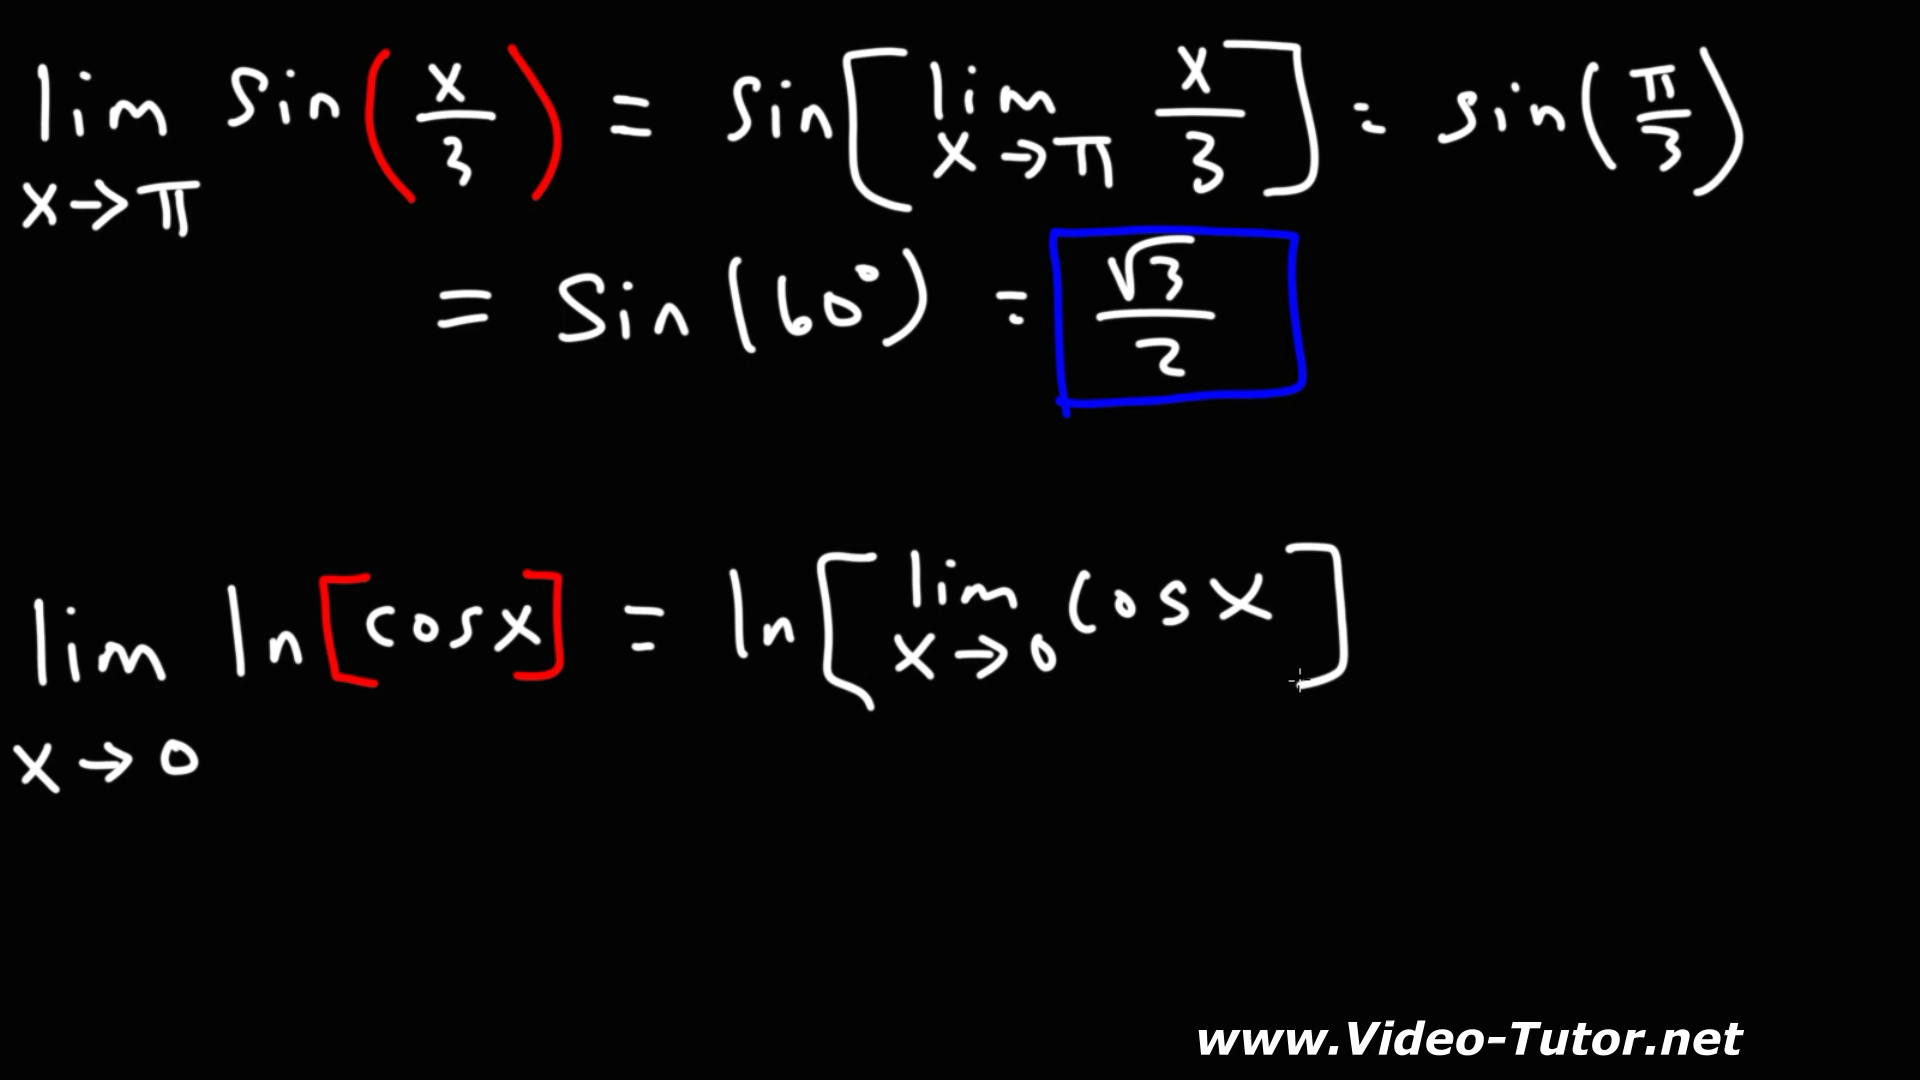 lim x→π sin(x/3) = sin[lim x→π x/3] = sin(π/3)
= sin(60°) = √3/2
lim x→0 ln[cosx] = ln[lim x→0 cosx]
www.Video-Tutor.net